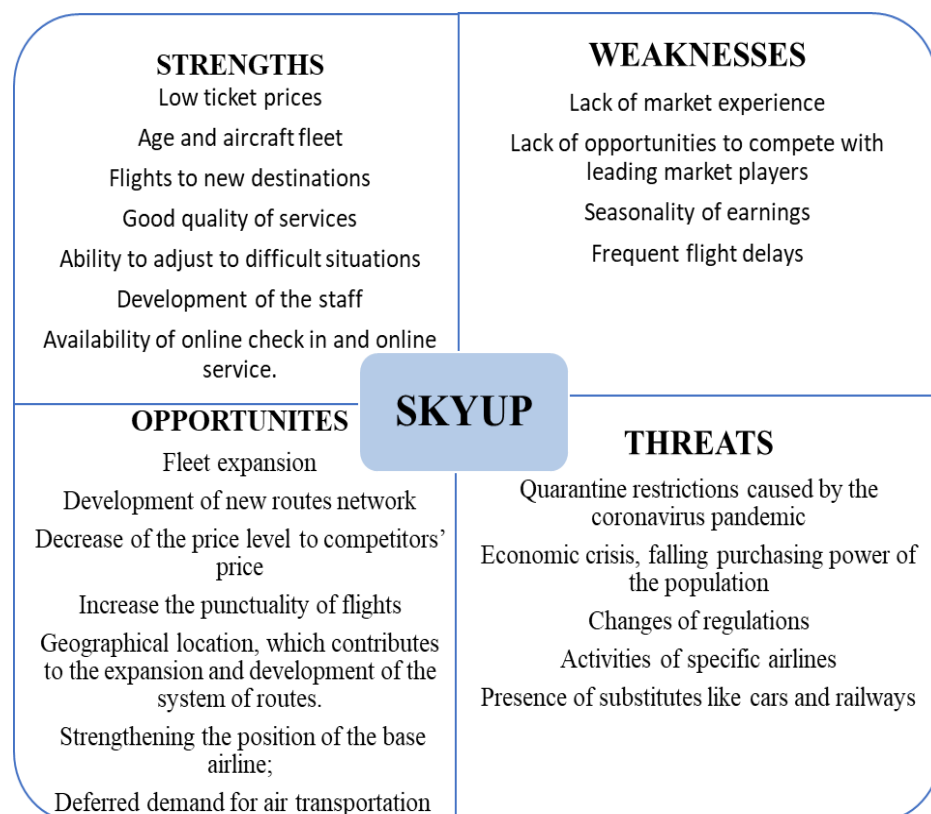 STRENGTHS
Low ticket prices
Age and aircraft fleet
Flights to new destinations
Good quality of services
Ability to adjust to difficult situations
Development of the staff
Availability of online check in and online
service.
WEAKNESSES
Lack of market experience
Lack of opportunities to compete with
leading market players
Seasonality of earnings
Frequent flight delays
SKYUP
OPPORTUNITES
Fleet expansion
Development of new routes network
Decrease of the price level to competitors’
price
Increase the punctuality of flights
Geographical location, which contributes
to the expansion and development of the
system of routes.
Strengthening the position of the base
airline;
Deferred demand for air transportation
THREATS
Quarantine restrictions caused by the
coronavirus pandemic
Economic crisis, falling purchasing power of
the population
Changes of regulations
Activities of specific airlines
Presence of substitutes like cars and railways